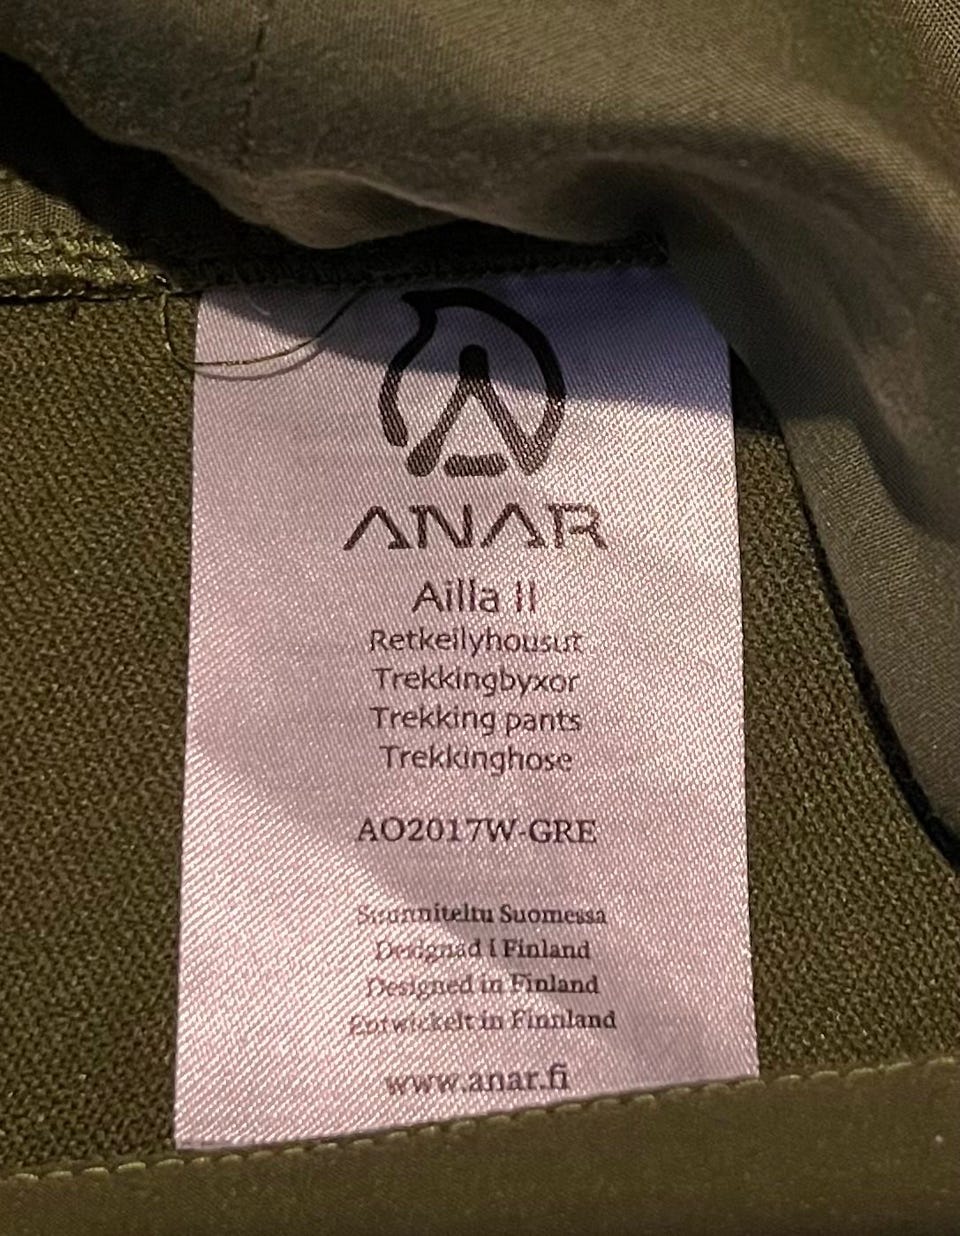 ANAR
Ailla II
Retkeilyhousut
Trekkingbyxor
Trekking pants
Trekkinghose
AO2017W-GRE
Suunniteltu Suomessa
Designad i Finland
Designed in Finland
Entwickelt in Finnland
www.anar.fi